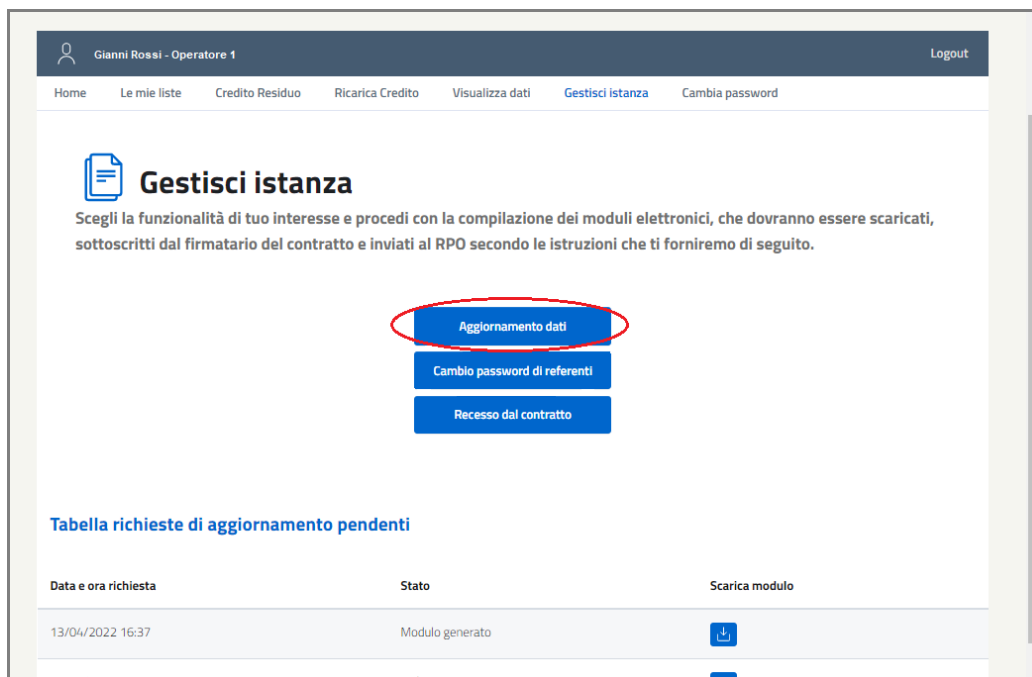 Gianni Rossi - Operatore 1
Logout
Home Le mie liste Credito Residuo Ricarica Credito Visualizza dati Gestisci istanza Cambia password
Gestisci istanza
Scegli la funzionalità di tuo interesse e procedi con la compilazione dei moduli elettronici, che dovranno essere scaricati,
sottoscritti dal firmatario del contratto e inviati al RPO secondo le istruzioni che ti forniremo di seguito.
Aggiornamento dati
Cambio password di referenti
Recesso dal contratto
Tabella richieste di aggiornamento pendenti
Data e ora richiesta Stato Scarica modulo
13/04/2022 16:37 Modulo generato